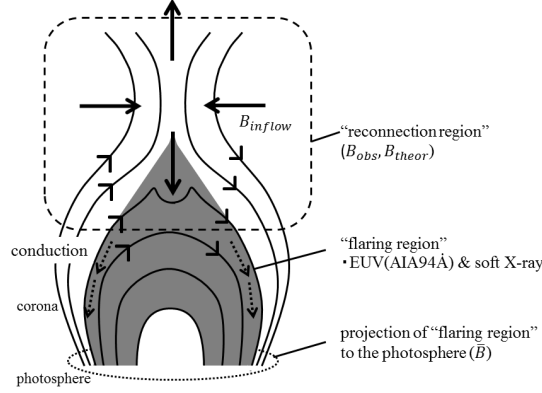 B_inflow
"reconnection region"
(B_obs, B_theor)
conduction
"flaring region"
・EUV(AIA94Å) & soft X-ray
corona
projection of "flaring region"
to the photosphere (B̄)
photosphere